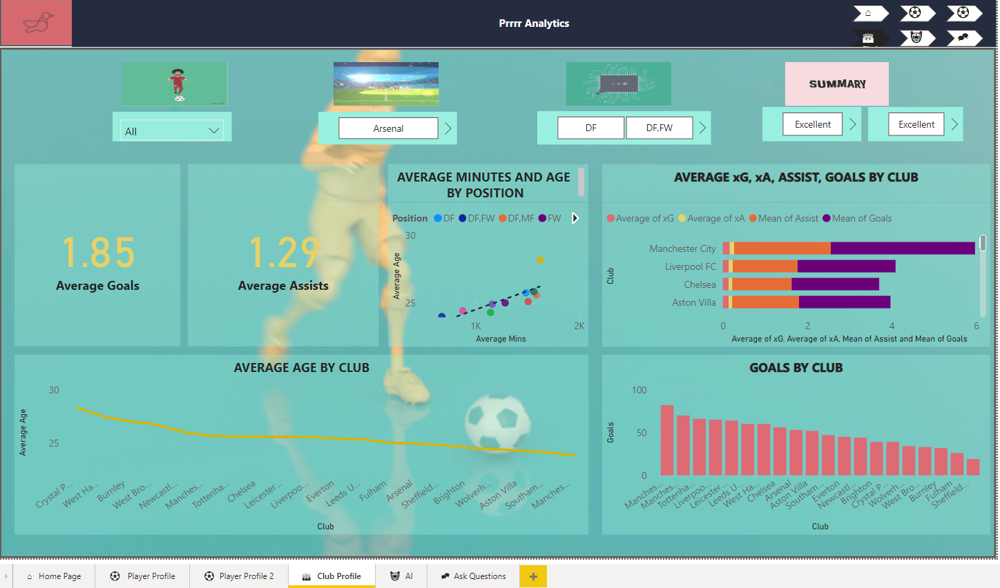 Prrrr Analytics
SUMMARY
All
Arsenal
DF
DF,FW
Excellent
Excellent
1.85
Average Goals
1.29
Average Assists
AVERAGE MINUTES AND AGE
BY POSITION
Position DF DF,FW DF,MF FW
30
25
Average Age
1K
2K
Average Mins
AVERAGE xG, xA, ASSIST, GOALS BY CLUB
Average of xG Average of xA Mean of Assist Mean of Goals
Club
Manchester City
Liverpool FC
Chelsea
Aston Villa
0
2
4
6
Average of xG, Average of xA, Mean of Assist and Mean of Goals
AVERAGE AGE BY CLUB
30
25
Average Age
Crystal P...
West Ha...
Burnley
West Bro...
Newcastl...
Manches...
Tottenha...
Chelsea
Leicester...
Liverpoo...
Everton
Leeds U...
Fulham
Arsenal
Sheffield...
Brighton
Wolverh...
Aston Villa
Southam...
Manches...
Club
GOALS BY CLUB
100
50
0
Goals
Manches...
Manches...
Tottenha...
Liverpoo...
Leicester...
Leeds U...
West Ha...
Chelsea
Arsenal
Aston Villa
Southam...
Everton
Newcastl...
Brighton
Crystal P...
Wolverh...
West Bro...
Burnley
Fulham
Sheffield...
Club
Home Page
Player Profile
Player Profile 2
Club Profile
AI
Ask Questions